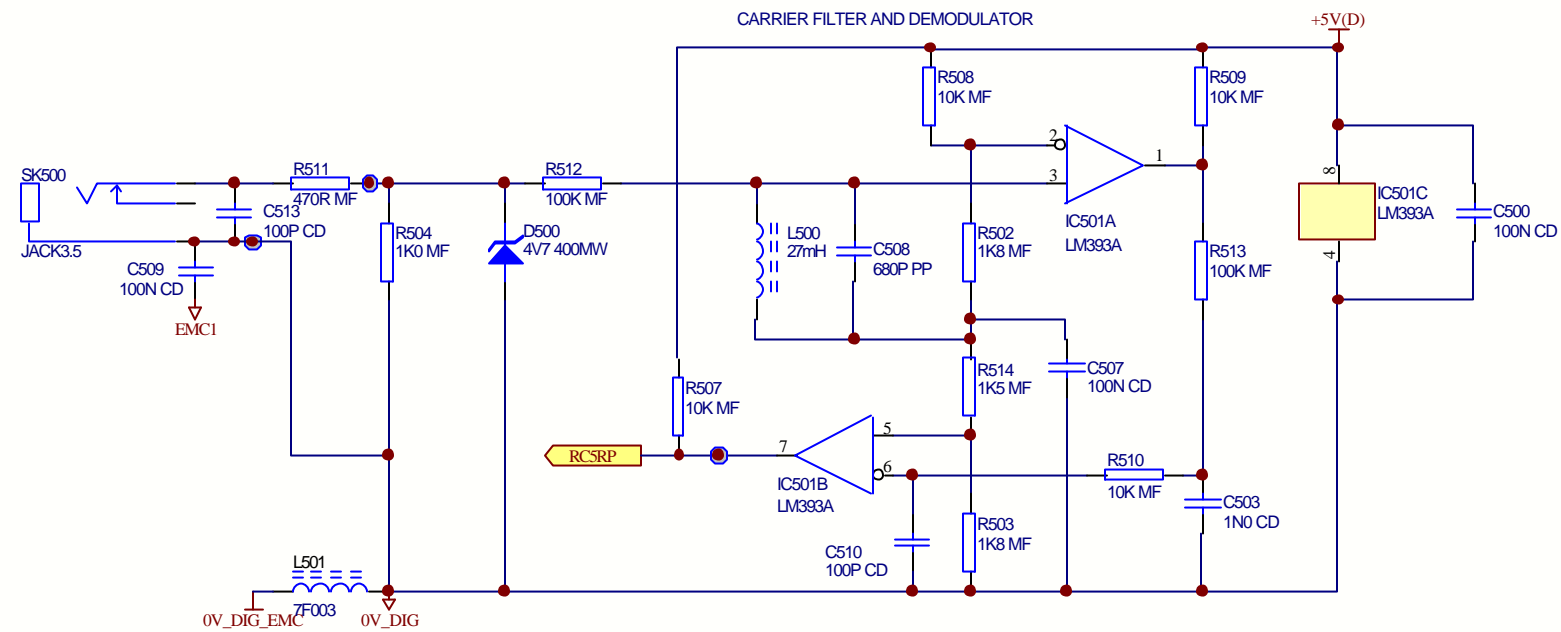 CARRIER FILTER AND DEMODULATOR
+5V(D)
R508
10K MF
R509
10K MF
2
3
1
IC501A
LM393A
SK500
JACK3.5
R511
470R MF
C513
100P CD
C509
100N CD
EMC1
R504
1K0 MF
D500
4V7 400MW
R512
100K MF
L500
27mH
C508
680P PP
R502
1K8 MF
8
IC501C
LM393A
4
C500
100N CD
R513
100K MF
R507
10K MF
R514
1K5 MF
C507
100N CD
RC5RP
7
5
6
IC501B
LM393A
R510
10K MF
C503
1N0 CD
C510
100P CD
R503
1K8 MF
L501
7F003
0V_DIG_EMC
0V_DIG